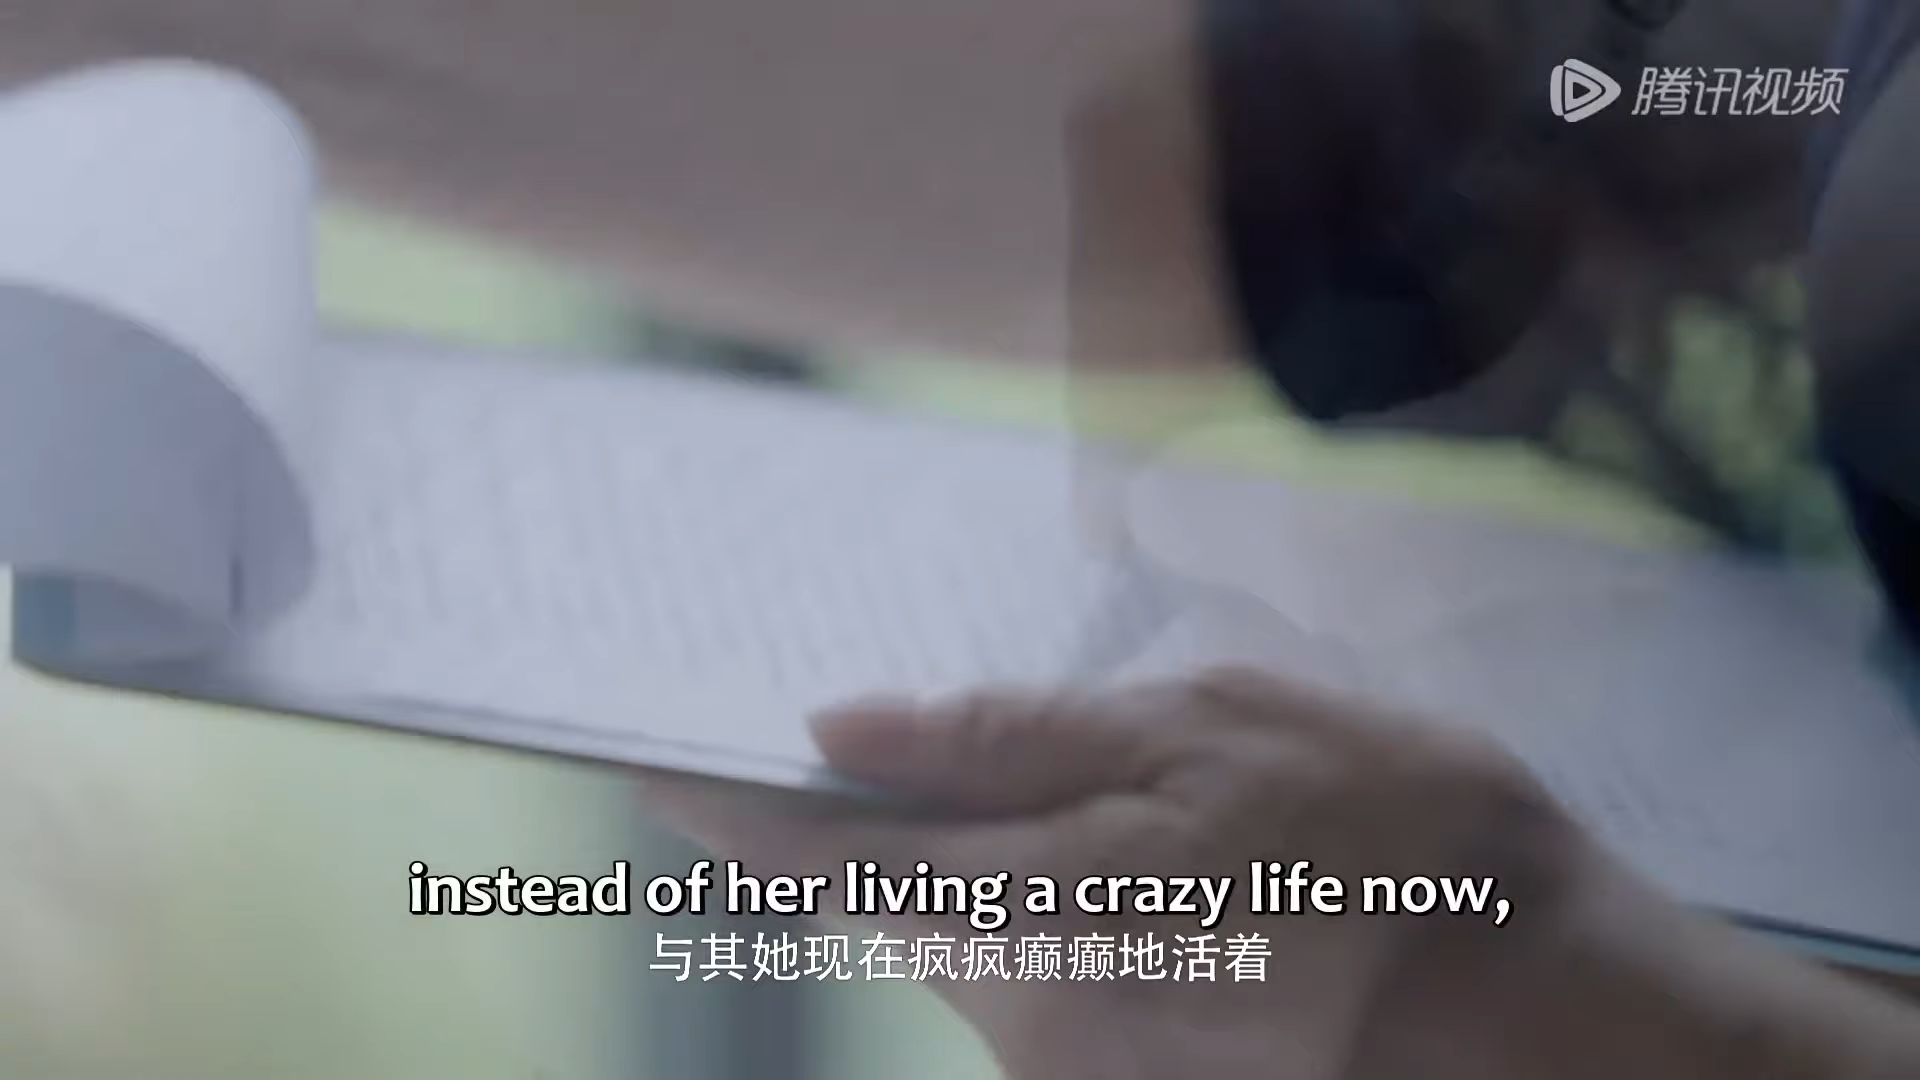 腾讯视频
instead of her living a crazy life now,
与其她现在疯疯癫癫地活着